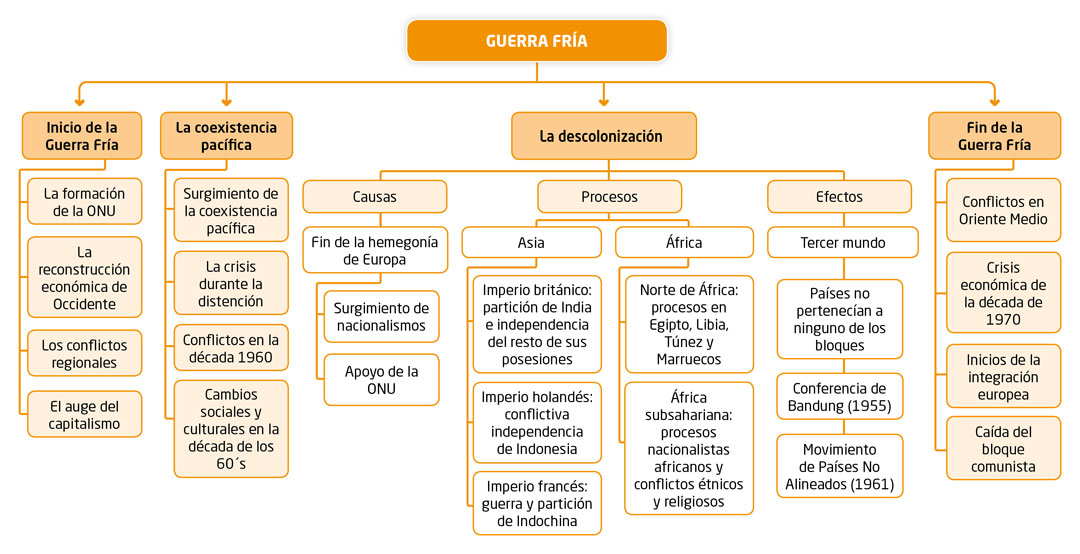 GUERRA FRÍA
Inicio de la
Guerra Fría
La formación
de la ONU
La
reconstrucción
económica de
Occidente
Los conflictos
regionales
El auge del
capitalismo
La coexistencia
pacífica
Surgimiento de
la coexistencia
pacífica
La crisis
durante la
distención
Conflictos en la
década 1960
Cambios
sociales y
culturales en la
década de los
60´s
La descolonización
Causas
Fin de la hemegonía
de Europa
Surgimiento de
nacionalismos
Apoyo de la
ONU
Procesos
Asia
Imperio británico:
partición de India
e independencia
del resto de sus
posesiones
Imperio holandés:
conflictiva
independencia
de Indonesia
Imperio francés:
guerra y partición
de Indochina
África
Norte de África:
procesos en
Egipto, Libia,
Túnez y
Marruecos
África
subsahariana:
procesos
nacionalistas
africanos y
conflictos étnicos
y religiosos
Efectos
Tercer mundo
Países no
pertenecían a
ninguno de los
bloques
Conferencia de
Bandung (1955)
Movimiento
de Países No
Alineados (1961)
Fin de la
Guerra Fría
Conflictos en
Oriente Medio
Crisis
económica de
la década de
1970
Inicios de la
integración
europea
Caída del
bloque
comunista